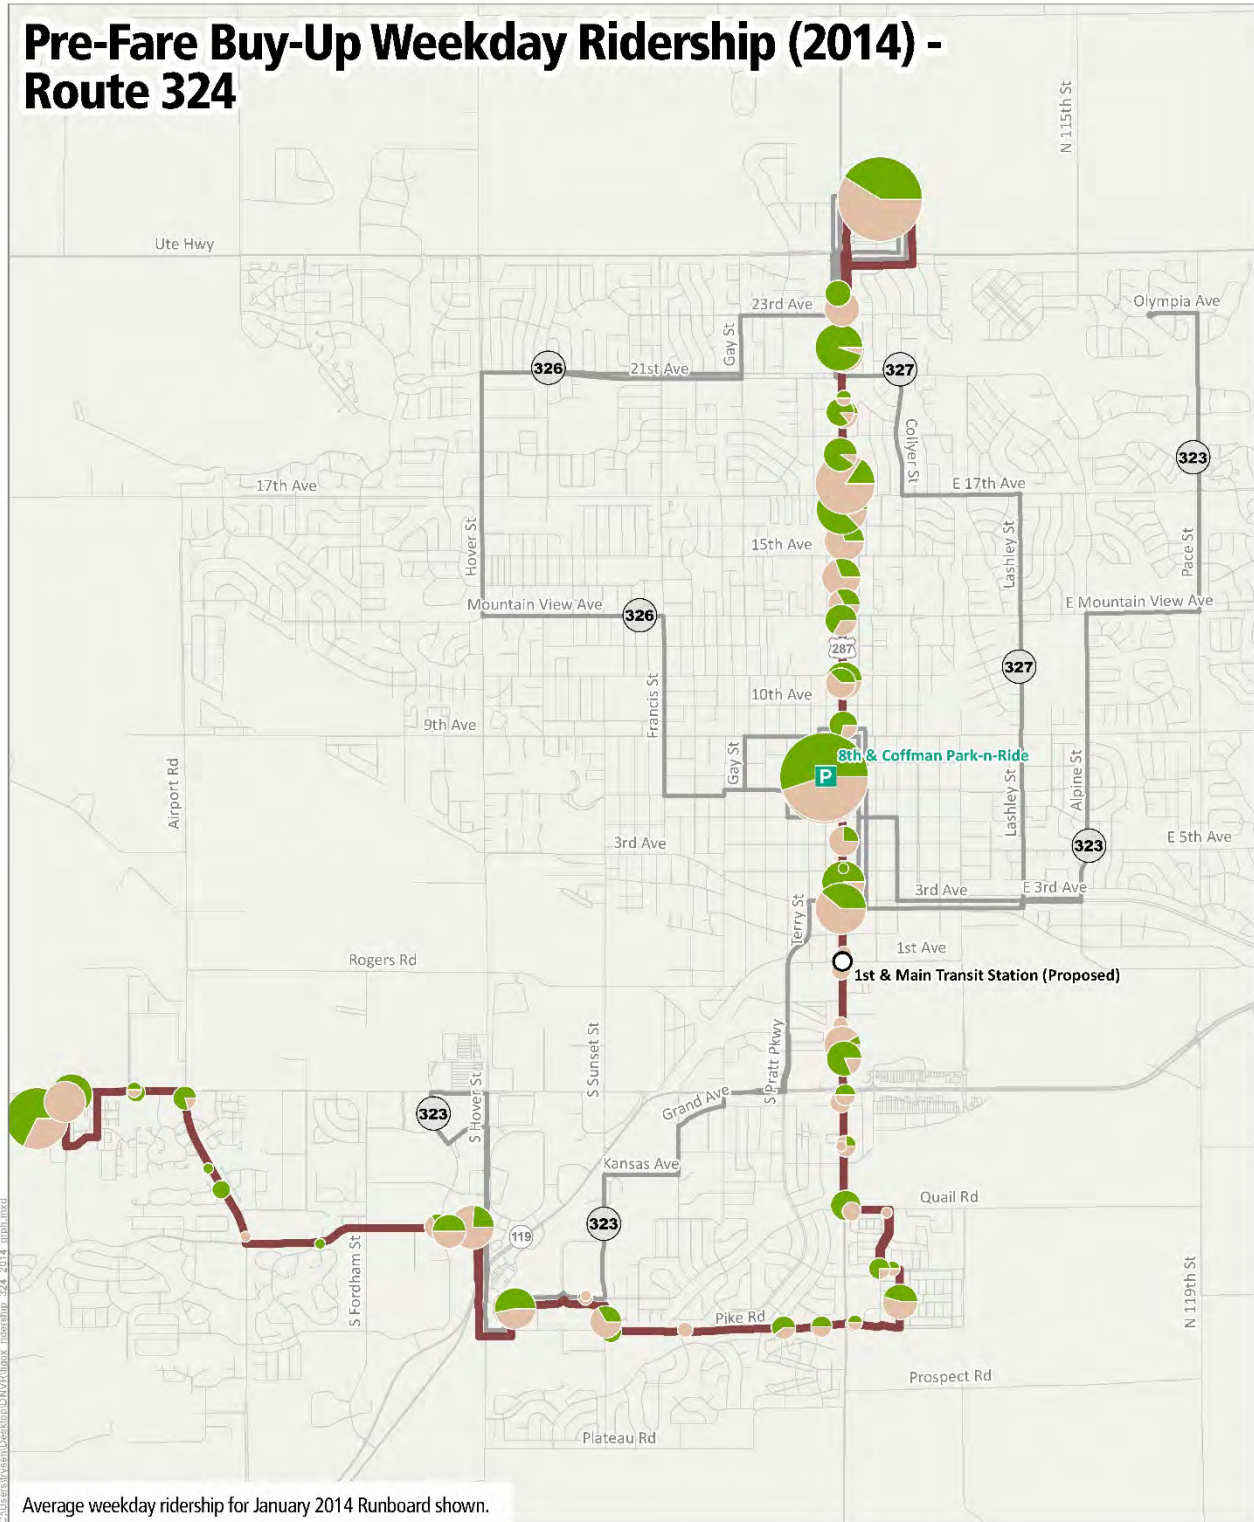 Pre-Fare Buy-Up Weekday Ridership (2014) -
Route 324
N 115th St
Ute Hwy
23rd Ave
Olympia Ave
Gay St
326
21st Ave
327
Collyer St
323
17th Ave
E 17th Ave
Hover St
15th Ave
Lashley St
Pace St
Mountain View Ave
326
E Mountain View Ave
287
327
Francis St
10th Ave
9th Ave
Gay St
8th & Coffman Park-n-Ride
P
Airport Rd
Lashley St
Alpine St
3rd Ave
323
E 5th Ave
3rd Ave
E 3rd Ave
Terry St
1st Ave
Rogers Rd
1st & Main Transit Station (Proposed)
S Sunset St
S Pratt Pkwy
S Hover St
323
Grand Ave
Kansas Ave
Quail Rd
323
119
S Fordham St
N 119th St
Pike Rd
Prospect Rd
Plateau Rd
Average weekday ridership for January 2014 Runboard shown.